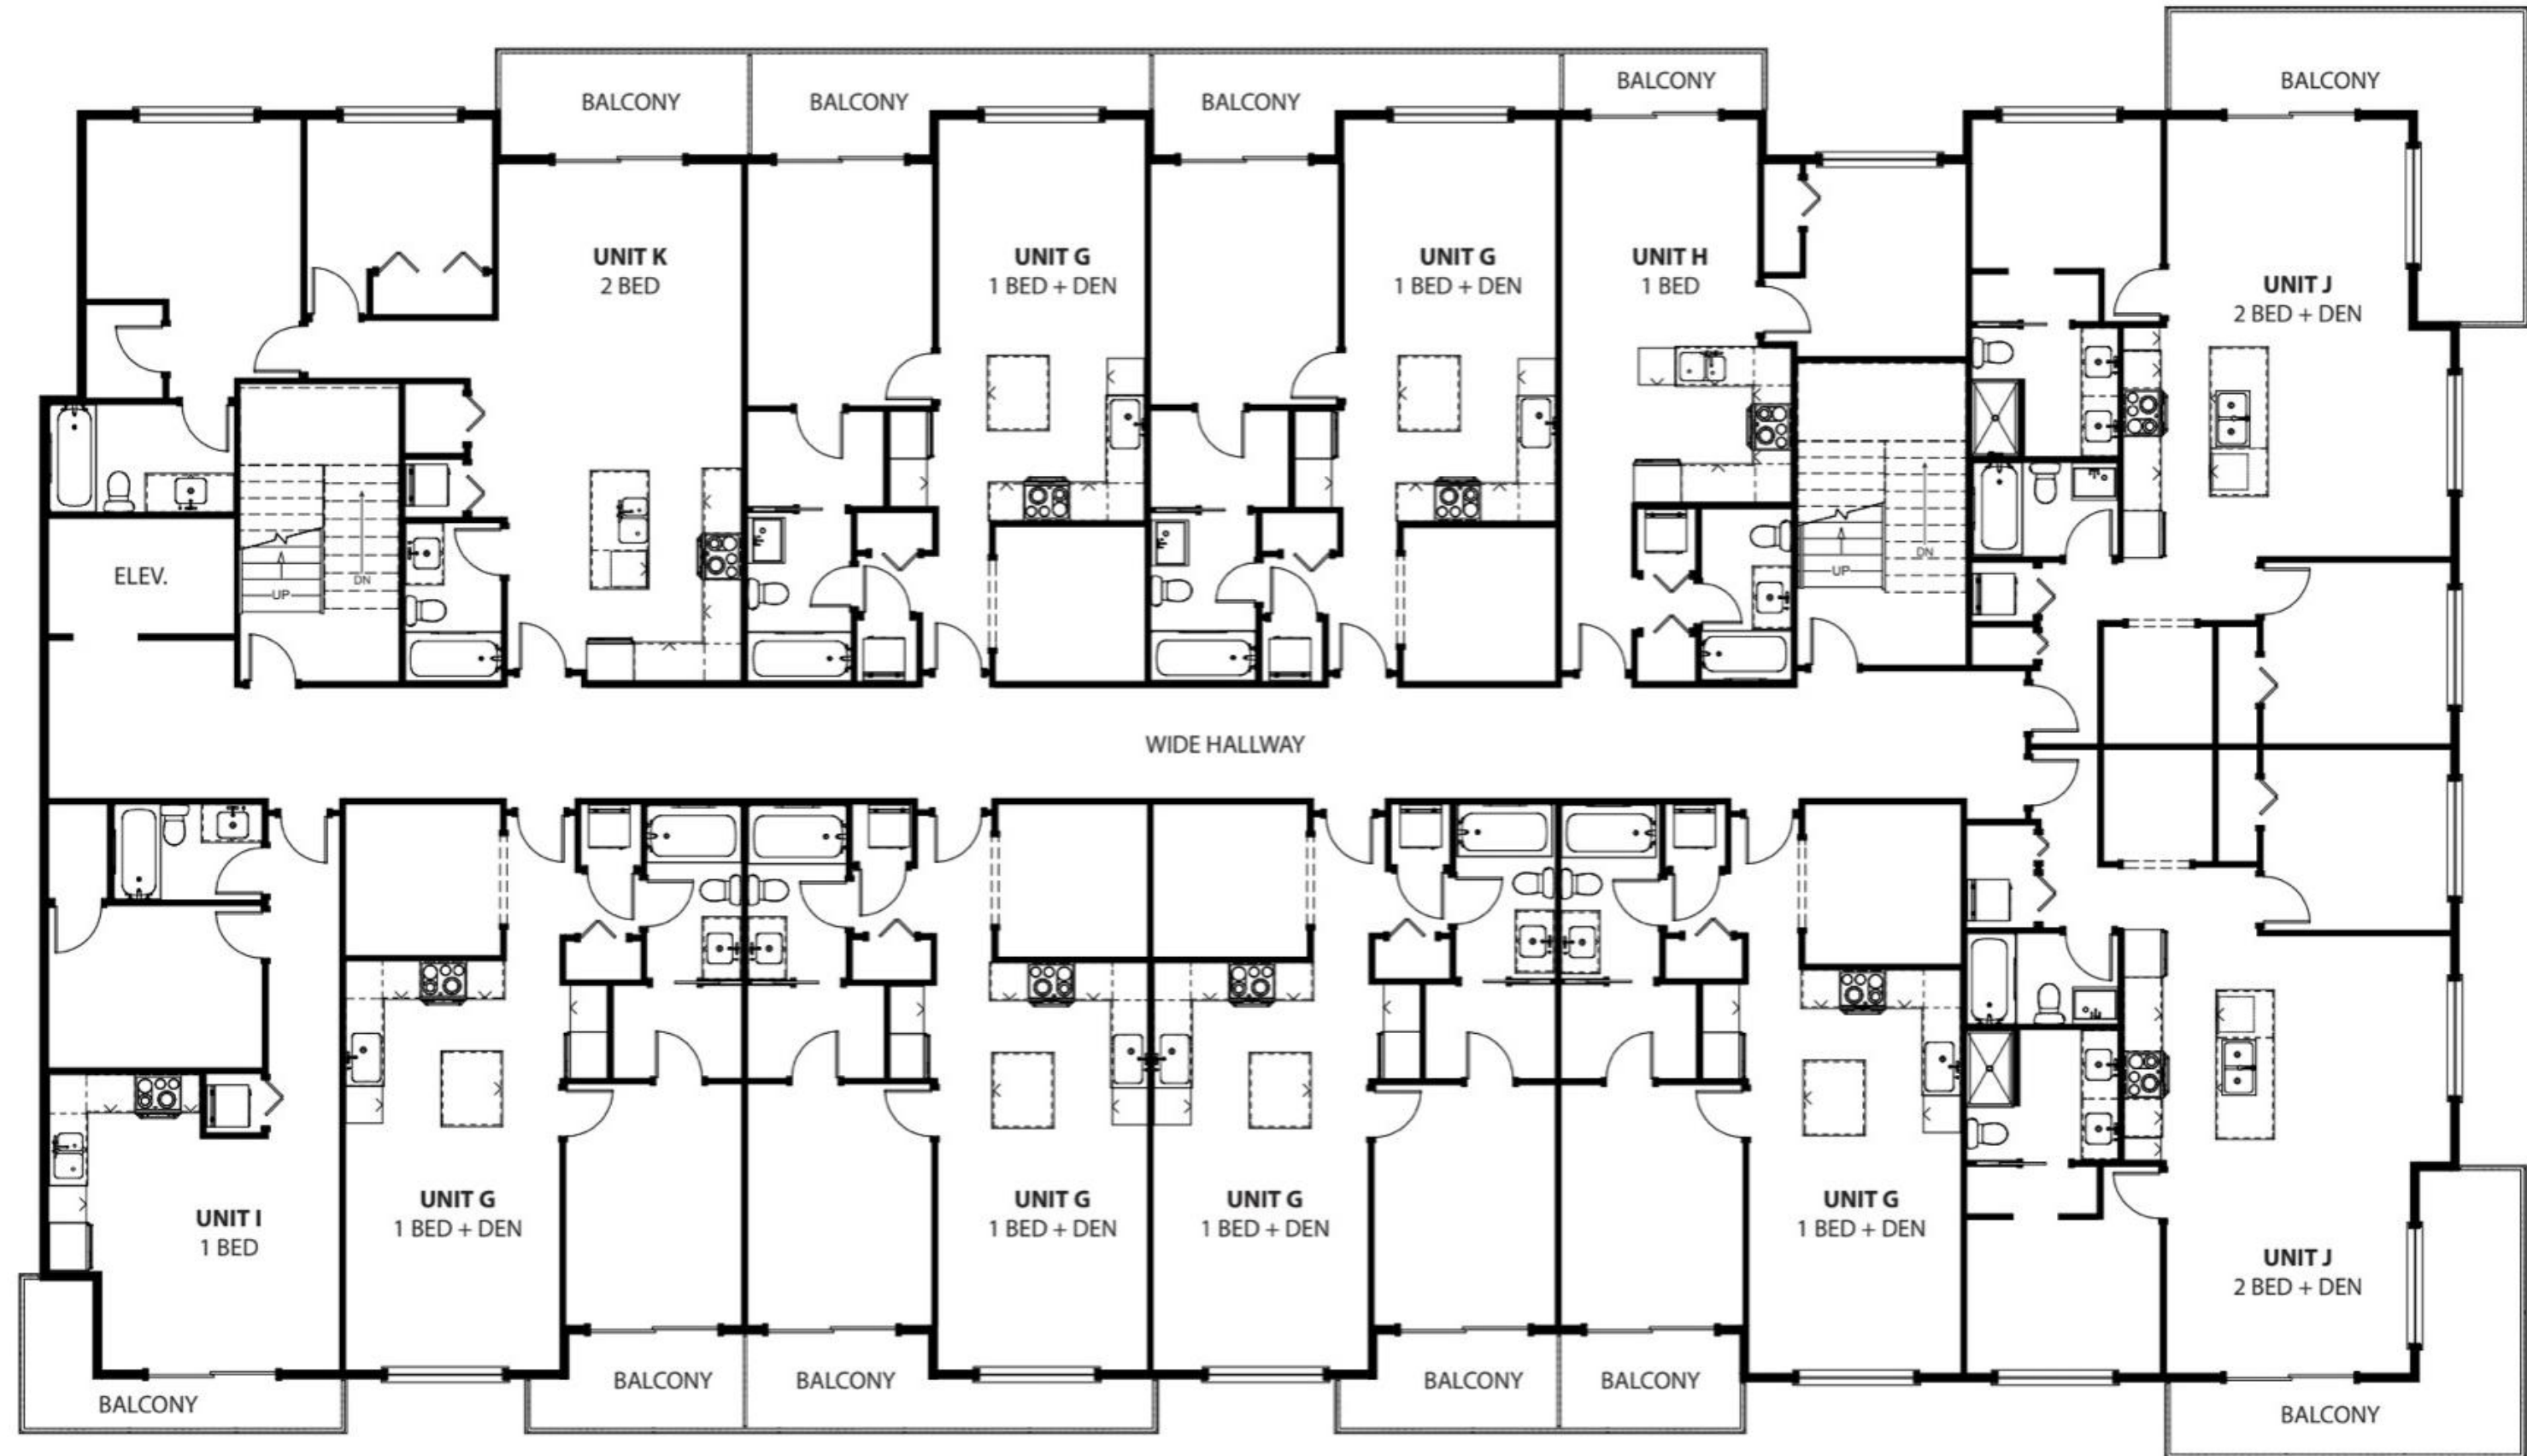 BALCONY
BALCONY
BALCONY
BALCONY
BALCONY
UNIT K
2 BED
UNIT G
1 BED + DEN
UNIT G
1 BED + DEN
UNIT H
1 BED
UNIT J
2 BED + DEN
ELEV.
UP
DN
UP
DN
WIDE HALLWAY
UNIT I
1 BED
UNIT G
1 BED + DEN
UNIT G
1 BED + DEN
UNIT G
1 BED + DEN
UNIT G
1 BED + DEN
UNIT J
2 BED + DEN
BALCONY
BALCONY
BALCONY
BALCONY
BALCONY
BALCONY